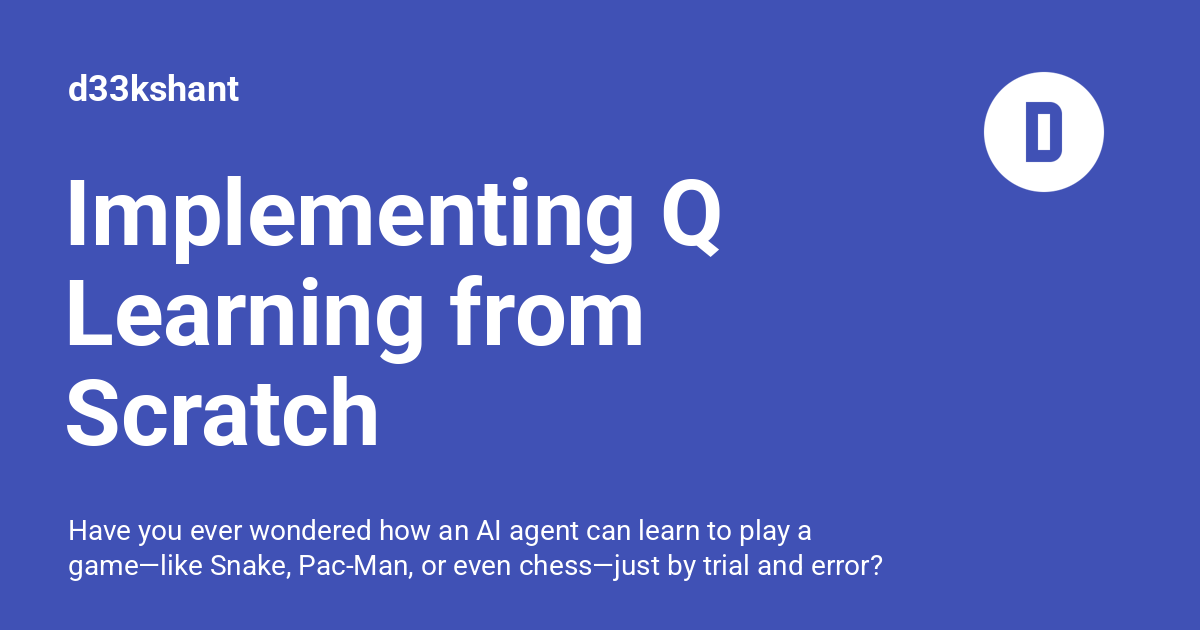 d33kshant
D
Implementing Q
Learning from
Scratch
Have you ever wondered how an AI agent can learn to play a
game—like Snake, Pac-Man, or even chess—just by trial and error?